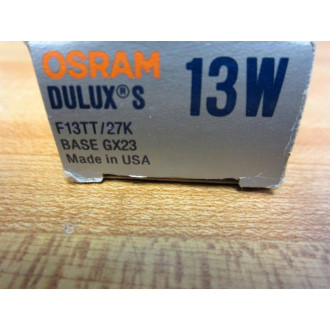 OSRAM
DULUX® S 13W
F13TT/27K
BASE GX23
Made in USA